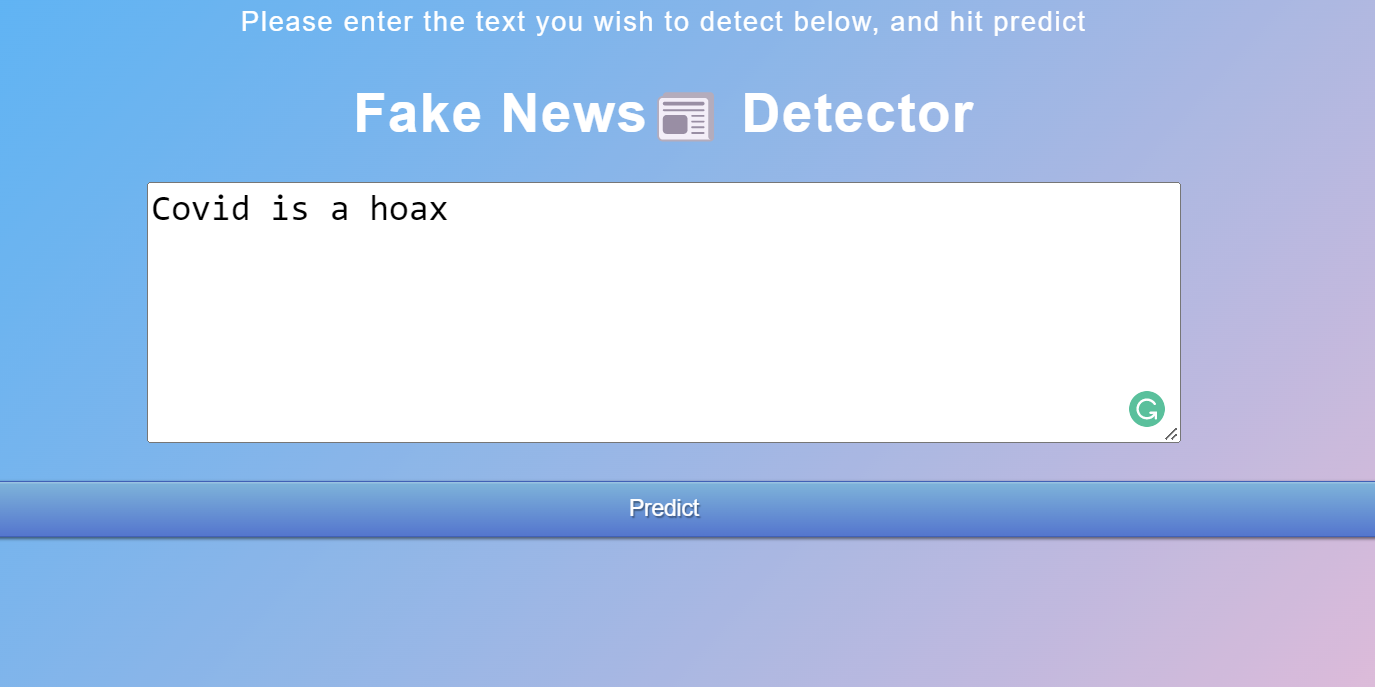 Please enter the text you wish to detect below, and hit predict
Fake News📰 Detector
Covid is a hoax
Predict